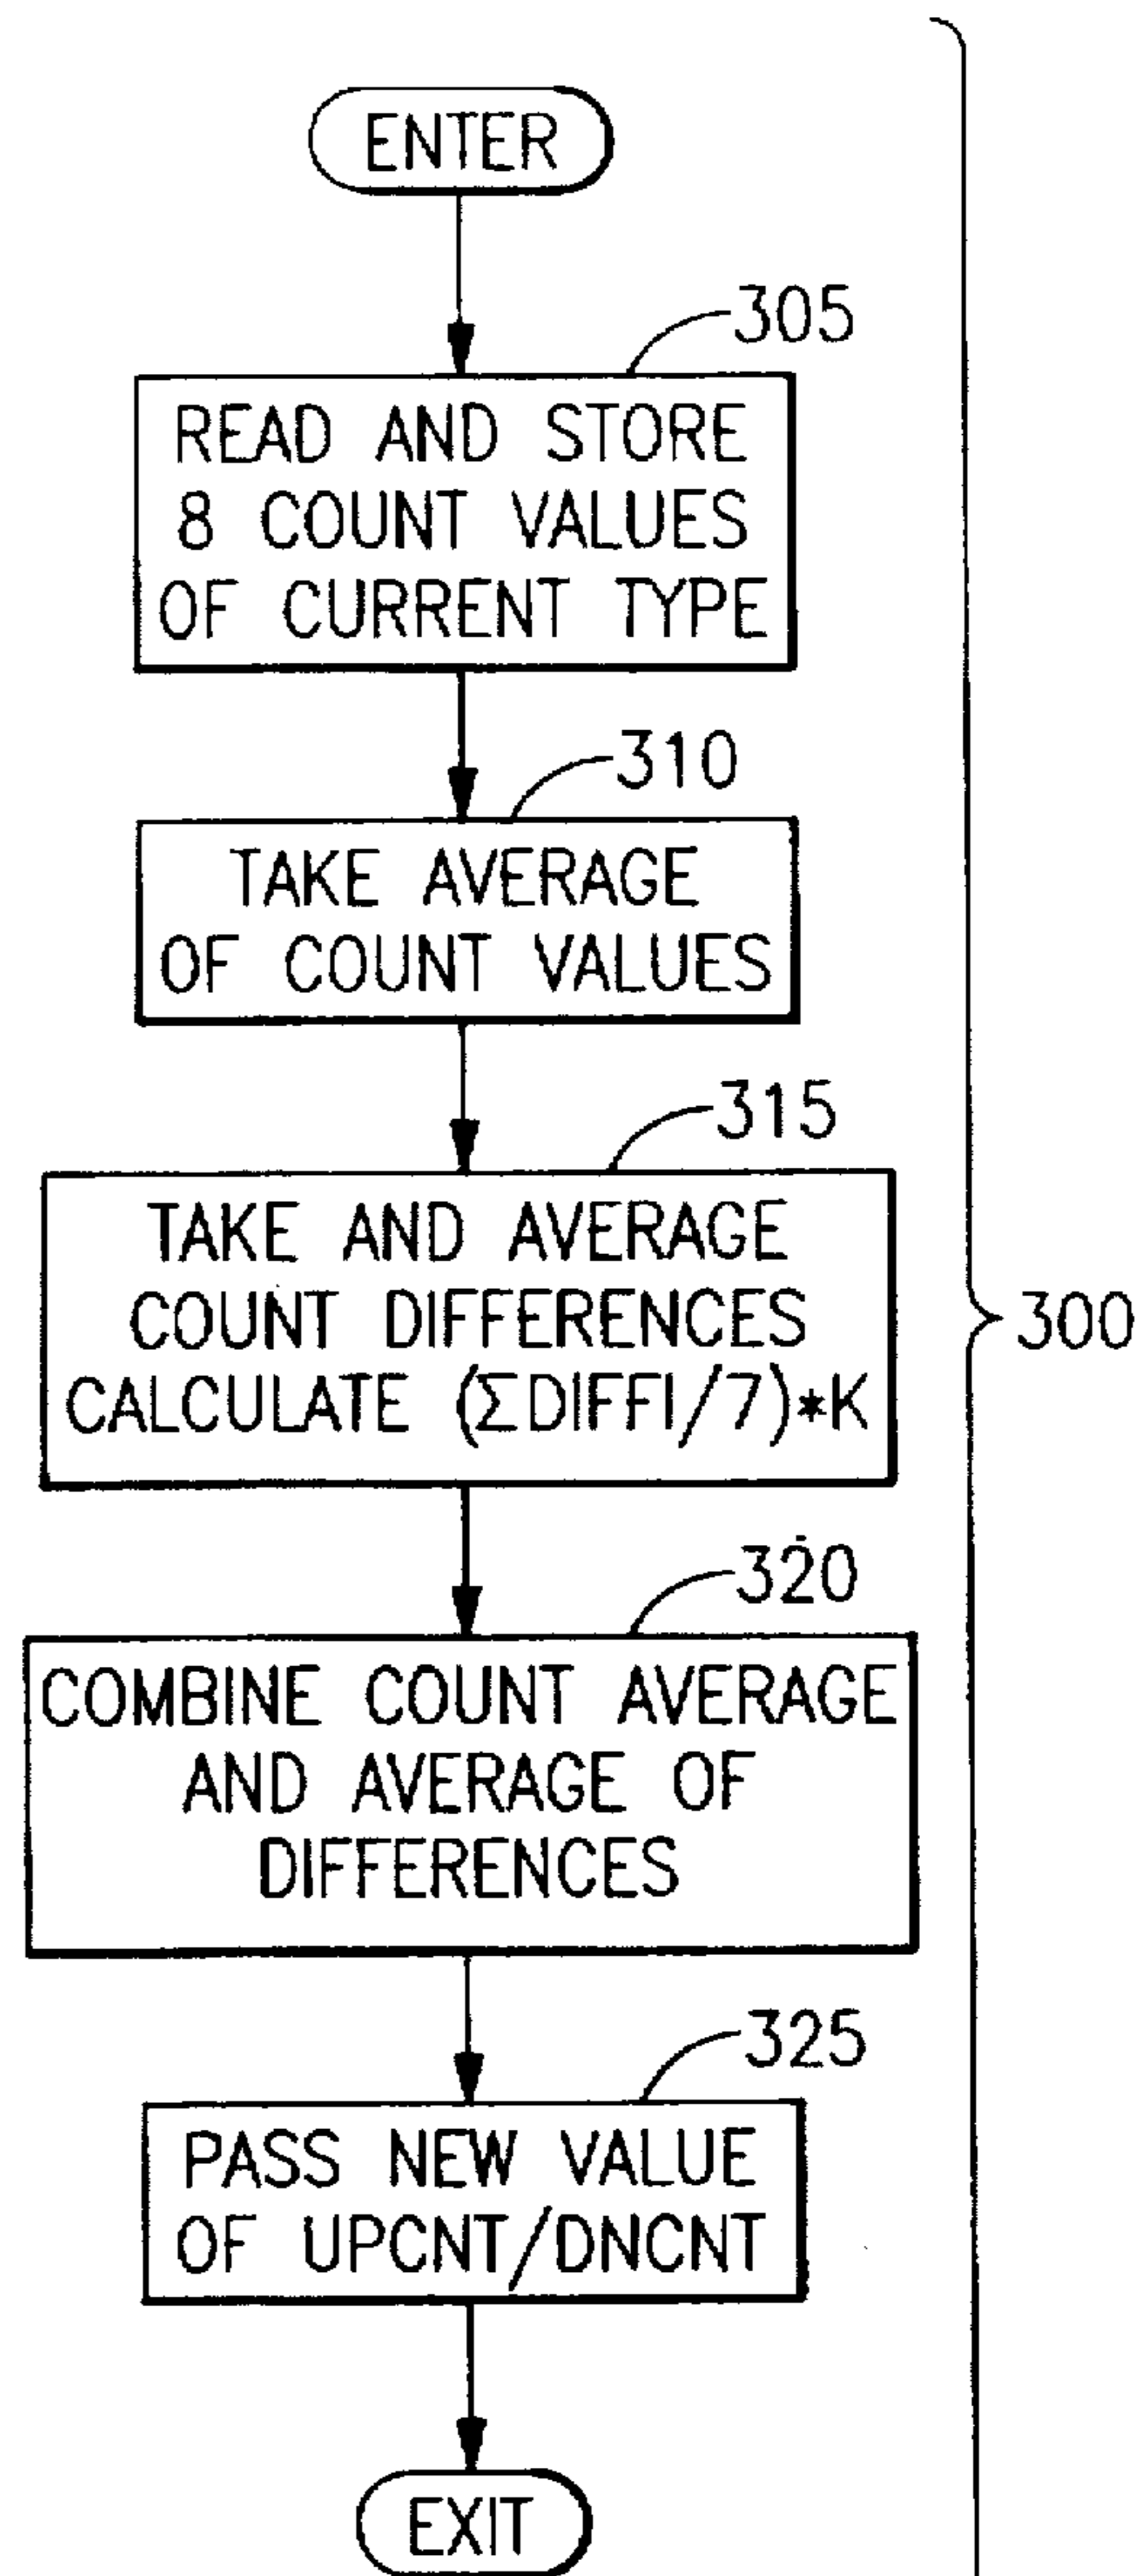 ENTER
305
READ AND STORE
8 COUNT VALUES
OF CURRENT TYPE
310
TAKE AVERAGE
OF COUNT VALUES
315
TAKE AND AVERAGE
COUNT DIFFERENCES
CALCULATE (ΣDIFFI/7)*K
300
320
COMBINE COUNT AVERAGE
AND AVERAGE OF
DIFFERENCES
325
PASS NEW VALUE
OF UPCNT/DNCNT
EXIT